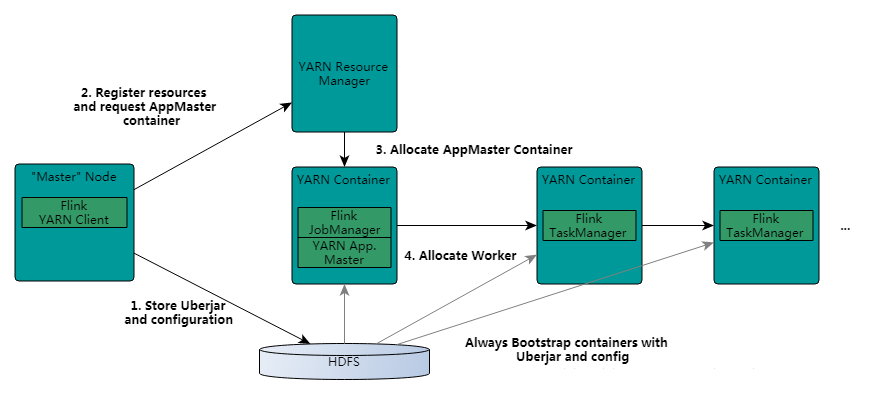 YARN Resource
Manager
2. Register resources
and request AppMaster
container
3. Allocate AppMaster Container
"Master" Node
Flink
YARN Client
YARN Container
Flink
JobManager
YARN App.
Master
YARN Container
Flink
TaskManager
YARN Container
Flink
TaskManager
...
4. Allocate Worker
1. Store Uberjar
and configuration
Always Bootstrap containers with
Uberjar and config
HDFS